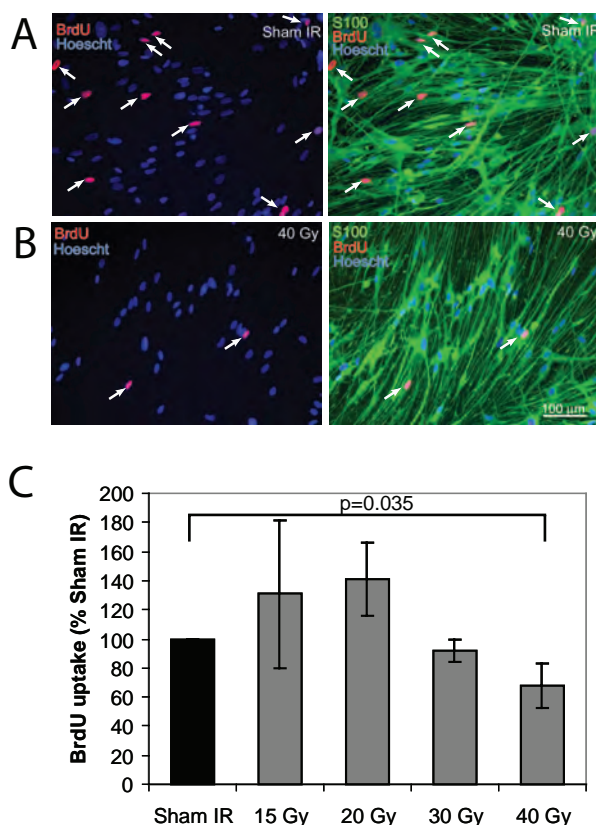 A
BrdU
Hoescht
Sham IR
S100
BrdU
Hoescht
Sham IR
B
BrdU
Hoescht
40 Gy
S100
BrdU
Hoescht
40 Gy
100 µm
C
BrdU uptake (% Sham IR)
200
180
160
140
120
100
80
60
40
20
0
p=0.035
Sham IR 15 Gy 20 Gy 30 Gy 40 Gy